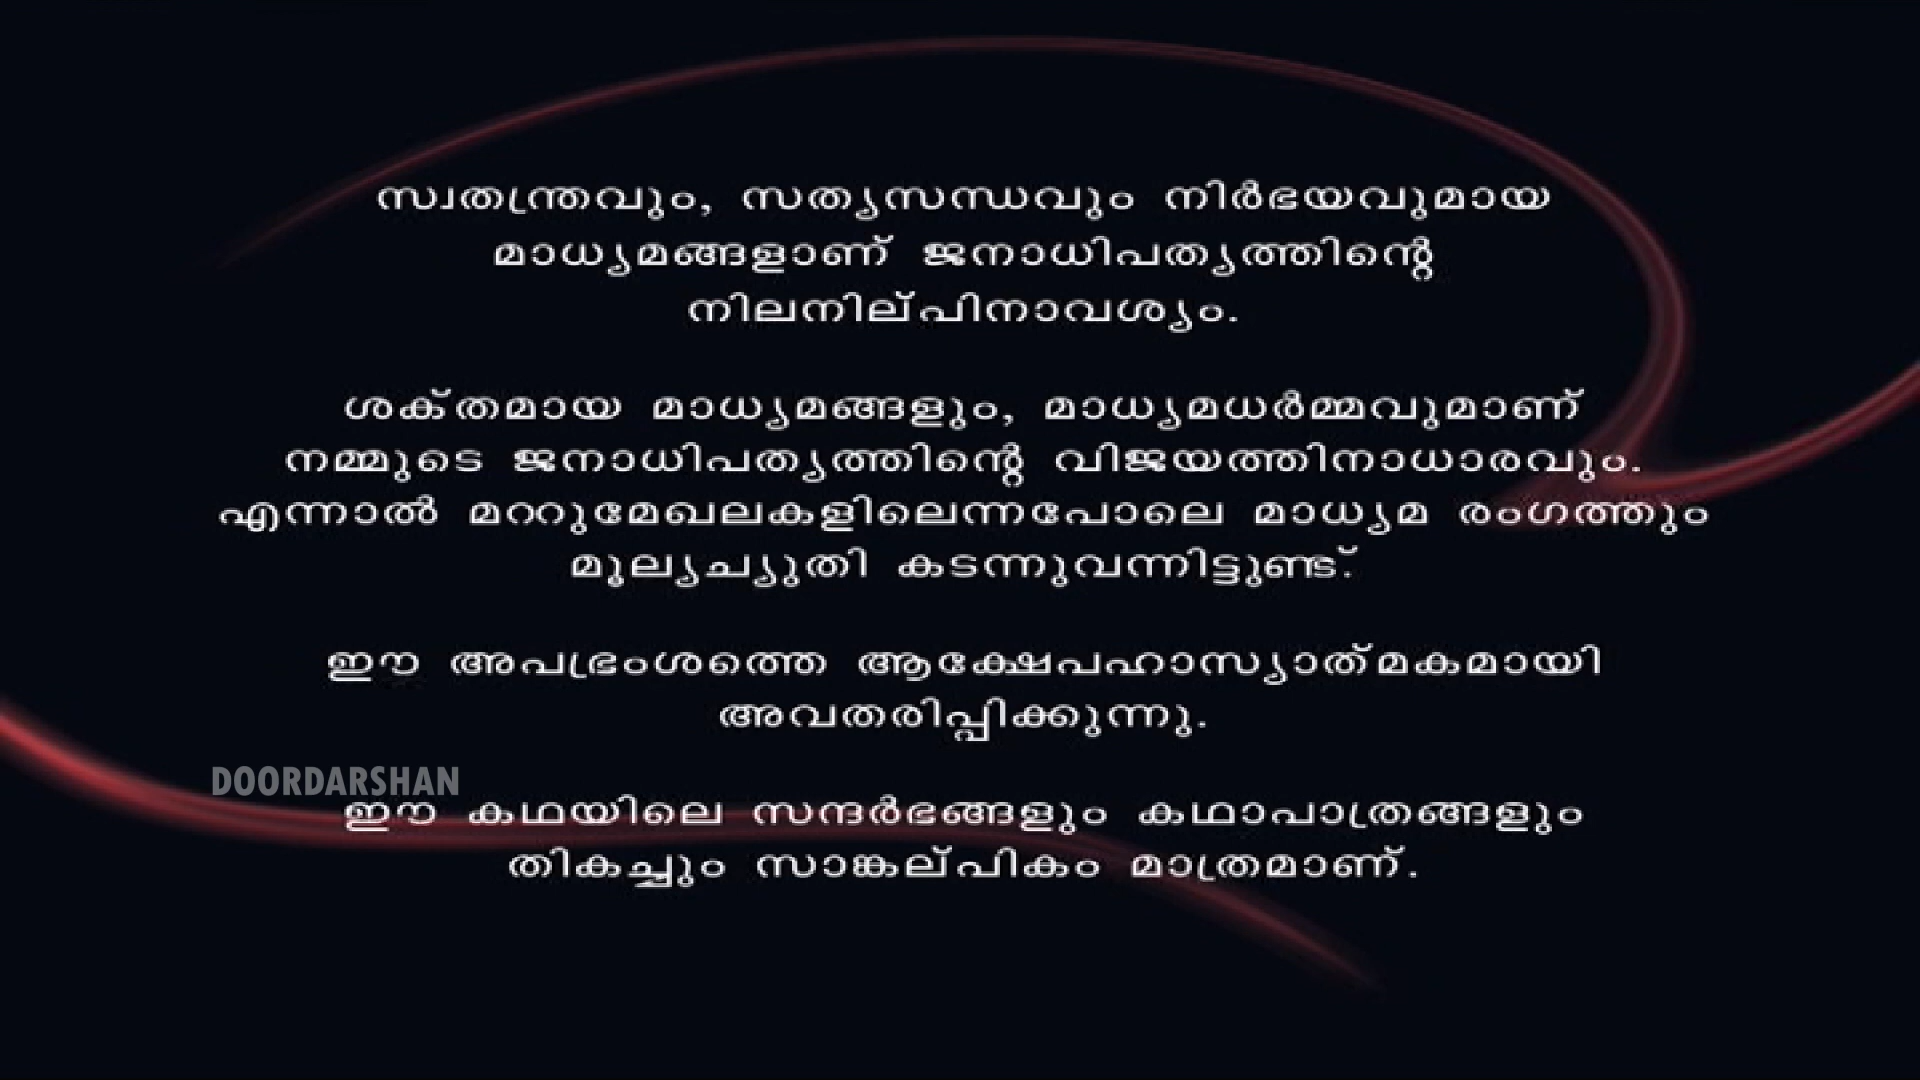 സ്വതന്ത്രവും, സത്യസന്ധവും നിർഭയവുമായ
മാധ്യമങ്ങളാണ് ജനാധിപത്യത്തിന്റെ
നിലനില്പിനാവശ്യം.
ശക്തമായ മാധ്യമങ്ങളും, മാധ്യമധർമ്മവുമാണ്
നമ്മുടെ ജനാധിപത്യത്തിന്റെ വിജയത്തിനാധാരവും.
എന്നാൽ മററുമേഖലകളിലെന്നപോലെ മാധ്യമ രംഗത്തും
മൂല്യച്യുതി കടന്നുവന്നിട്ടുണ്ട്.
ഈ അപഭ്രംശത്തെ ആക്ഷേപഹാസ്യാത്മകമായി
അവതരിപ്പിക്കുന്നു.
DOORDARSHAN
ഈ കഥയിലെ സന്ദർഭങ്ങളും കഥാപാത്രങ്ങളും
തികച്ചും സാങ്കല്പികം മാത്രമാണ്.